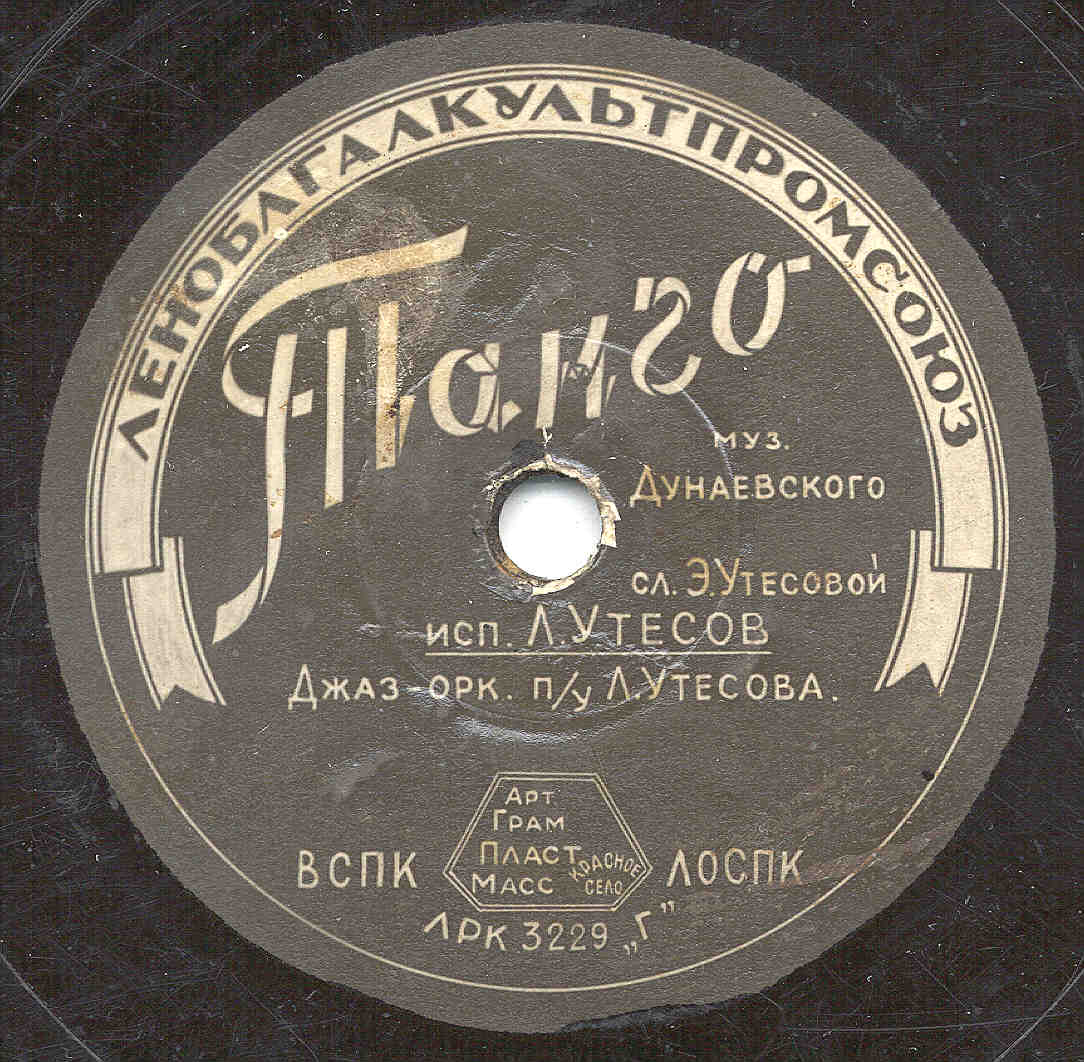 ЛЕНОБЛГАЛКУЛЬТПРОМСОЮЗ
Танго
муз.
Дунаевского
сл. Э. Утесовой
исп. Л. Утесов
Джаз-орк. п/у Л. Утесова.
Арт
Грам
Пласт
Масс
Красное
село
ВСПК
ЛОСПК
ЛРК 3229 „Г”